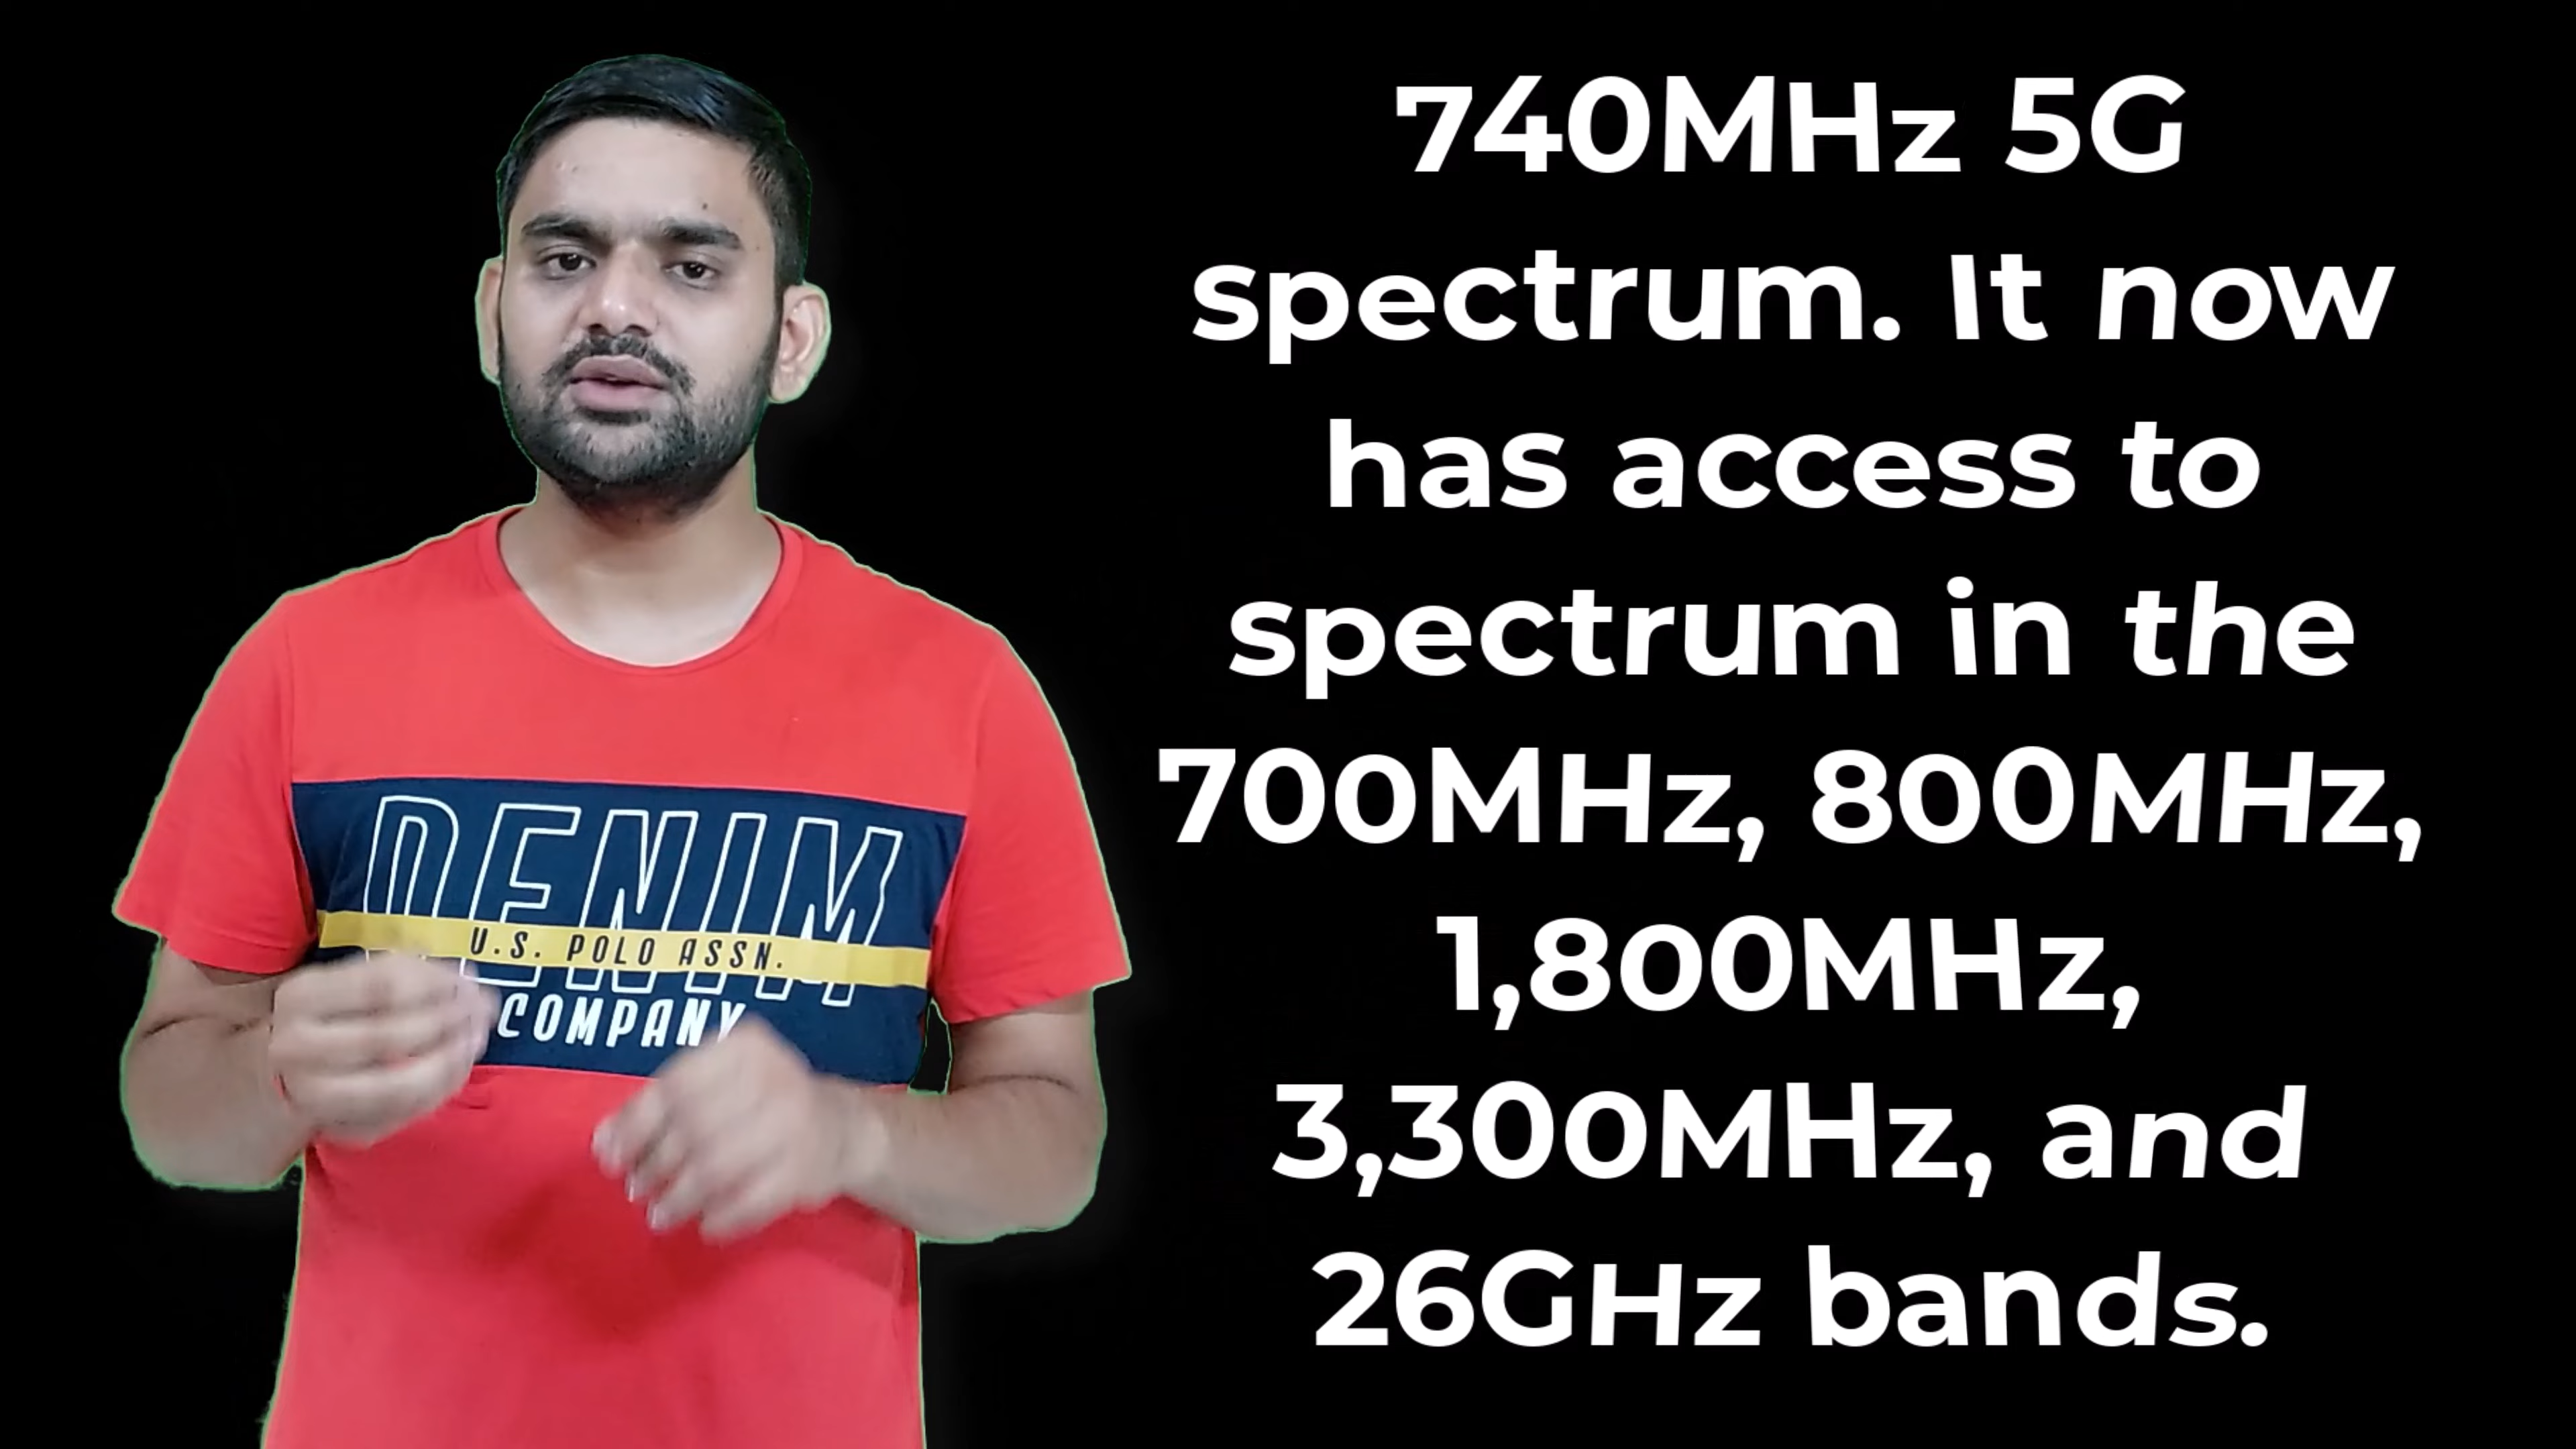 740MHz 5G
spectrum. It now
has access to
spectrum in the
700MHz, 800MHz,
1,800MHz,
3,300MHz, and
26GHz bands.
DENIM
U.S. POLO ASSN.
COMPANY